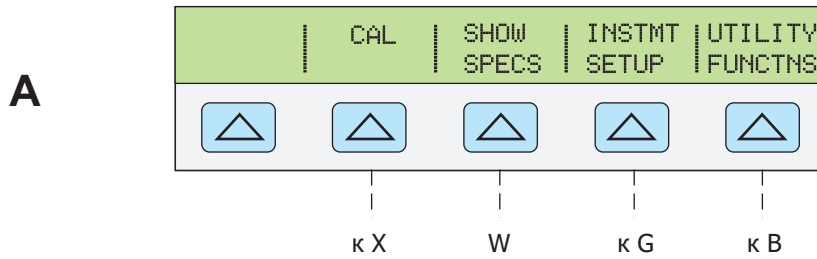 CAL SHOW INSTMT UTILITY
SPECS SETUP FUNCTNS
A
к X W к G к B